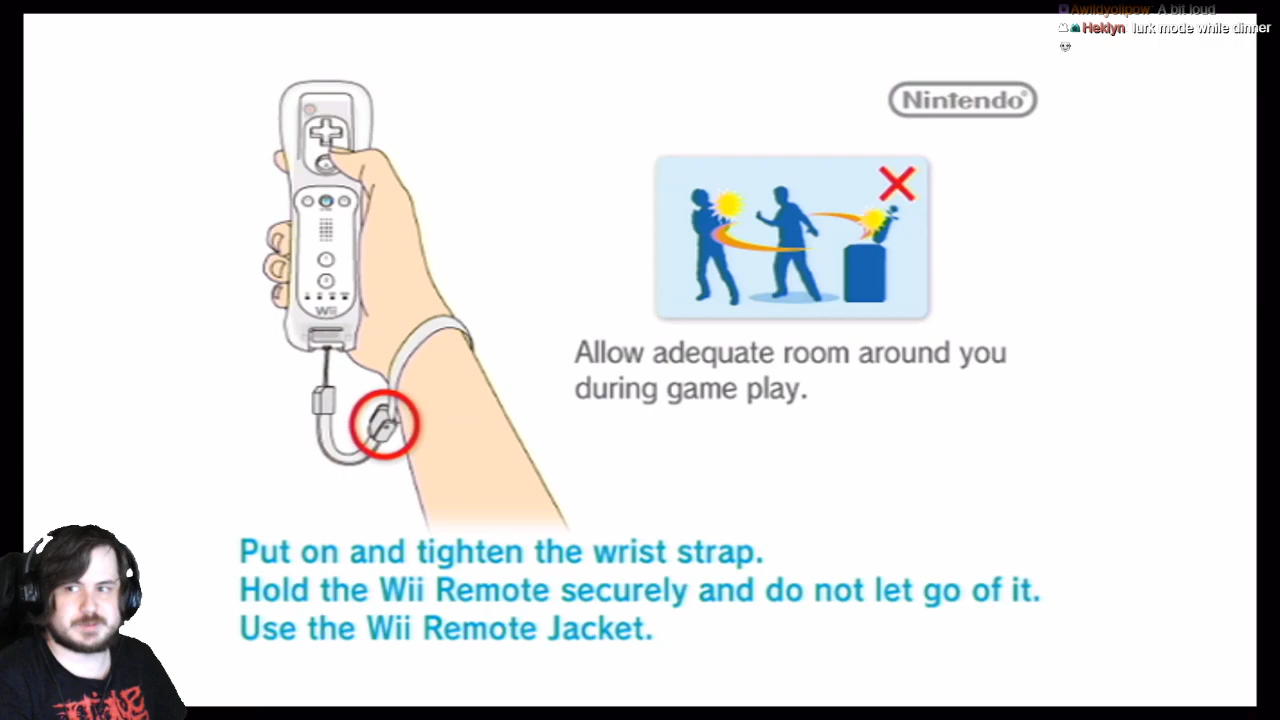 Awildyolipow: A bit loud
Heklyn lurk mode while dinner
Nintendo®
Wii
Allow adequate room around you
during game play.
Put on and tighten the wrist strap.
Hold the Wii Remote securely and do not let go of it.
Use the Wii Remote Jacket.